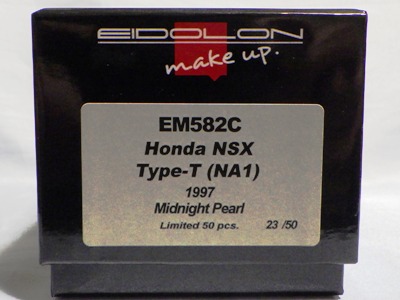 EIDOLON
make up.
EM582C
Honda NSX
Type-T (NA1)
1997
Midnight Pearl
Limited 50 pcs. 23 /50